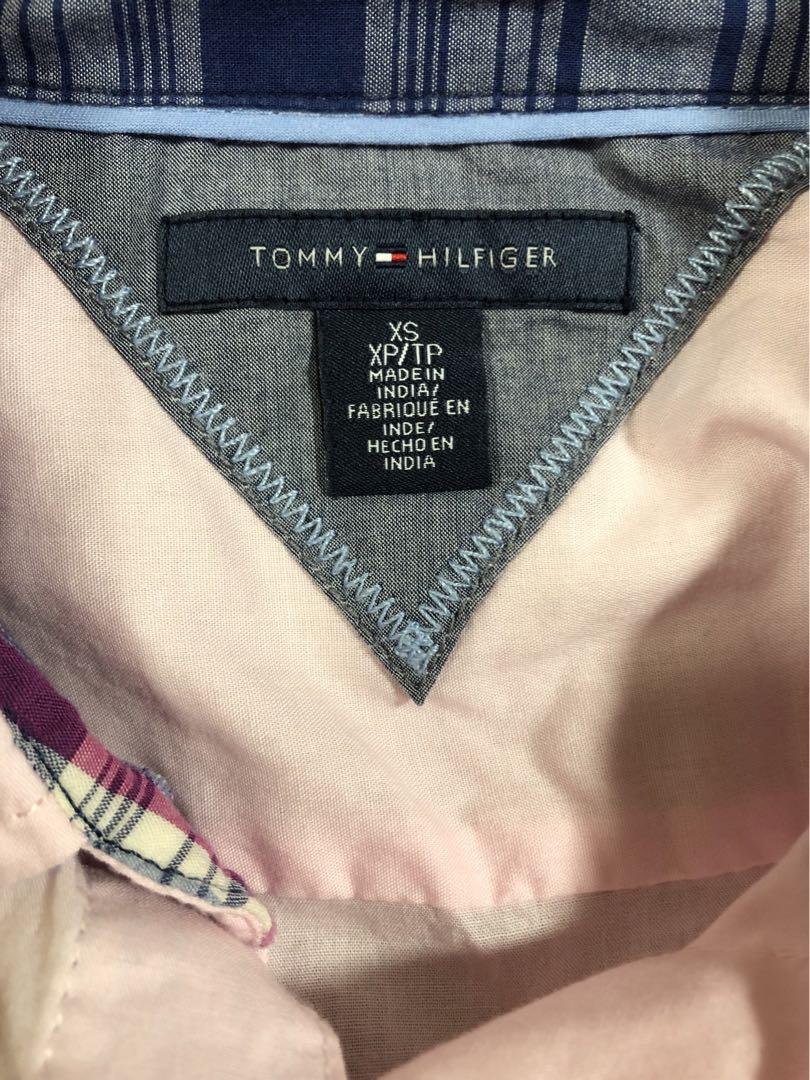 TOMMY HILFIGER
XS
XP/TP
MADE IN
INDIA/
FABRIQUÉ EN
INDE/
HECHO EN
INDIA